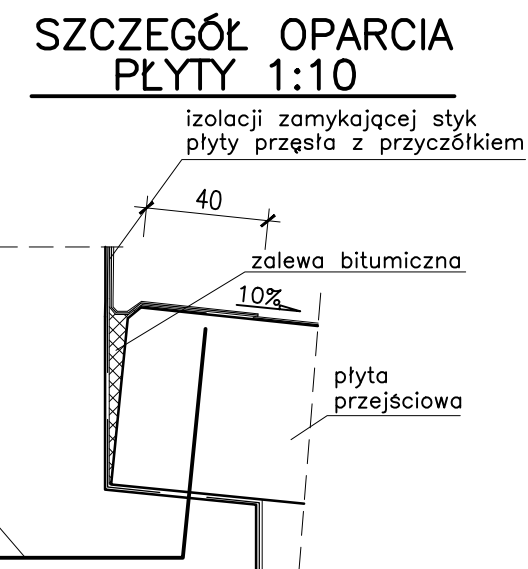 SZCZEGÓŁ OPARCIA
PŁYTY 1:10
izolacji zamykającej styk
płyty przęsła z przyczółkiem
40
zalewa bitumiczna
10%
płyta
przejściowa